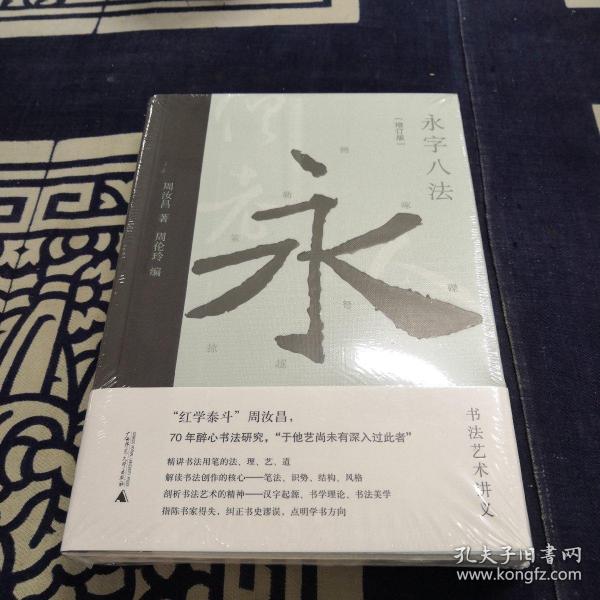 永字八法
(增订版)
永
侧
勒
努
趯
策
掠
啄
磔
周汝昌 著
周伦玲 编
书法艺术讲义
“红学泰斗”周汝昌，
70年醉心书法研究，“于他艺尚未有深入过此者”
精讲书法用笔的法、理、艺、道
解读书法创作的核心——笔法、识势、结构、风格
剖析书法艺术的精神——汉字起源、书学理论、书法美学
指陈书家得失，纠正书史谬误，点明学书方向
孔夫子旧书网
www.kongfz.com